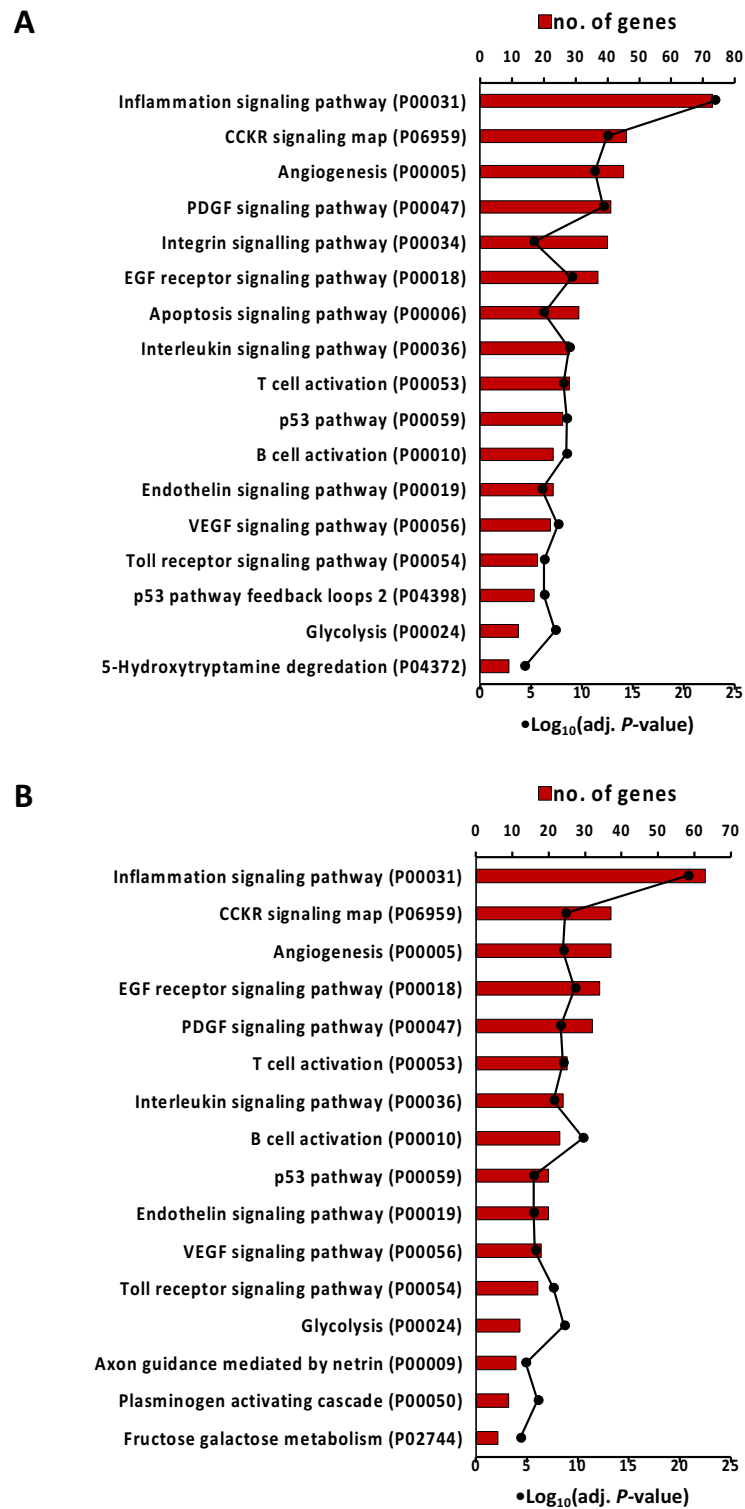 A
no. of genes
0 10 20 30 40 50 60 70 80
Inflammation signaling pathway (P00031)
CCKR signaling map (P06959)
Angiogenesis (P00005)
PDGF signaling pathway (P00047)
Integrin signalling pathway (P00034)
EGF receptor signaling pathway (P00018)
Apoptosis signaling pathway (P00006)
Interleukin signaling pathway (P00036)
T cell activation (P00053)
p53 pathway (P00059)
B cell activation (P00010)
Endothelin signaling pathway (P00019)
VEGF signaling pathway (P00056)
Toll receptor signaling pathway (P00054)
p53 pathway feedback loops 2 (P04398)
Glycolysis (P00024)
5-Hydroxytryptamine degredation (P04372)
0 5 10 15 20 25
•Log₁₀(adj. P-value)
B
no. of genes
0 10 20 30 40 50 60 70
Inflammation signaling pathway (P00031)
CCKR signaling map (P06959)
Angiogenesis (P00005)
EGF receptor signaling pathway (P00018)
PDGF signaling pathway (P00047)
T cell activation (P00053)
Interleukin signaling pathway (P00036)
B cell activation (P00010)
p53 pathway (P00059)
Endothelin signaling pathway (P00019)
VEGF signaling pathway (P00056)
Toll receptor signaling pathway (P00054)
Glycolysis (P00024)
Axon guidance mediated by netrin (P00009)
Plasminogen activating cascade (P00050)
Fructose galactose metabolism (P02744)
0 5 10 15 20 25
•Log₁₀(adj. P-value)